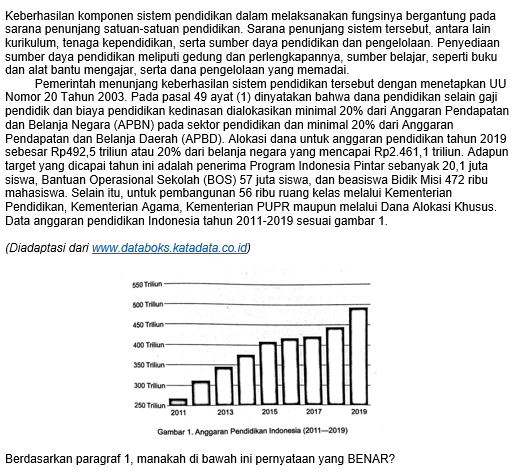 Keberhasilan komponen sistem pendidikan dalam melaksanakan fungsinya bergantung pada
sarana penunjang satuan-satuan pendidikan. Sarana penunjang sistem tersebut, antara lain
kurikulum, tenaga kependidikan, serta sumber daya pendidikan dan pengelolaan. Penyediaan
sumber daya pendidikan meliputi gedung dan perlengkapannya, sumber belajar, seperti buku
dan alat bantu mengajar, serta dana pengelolaan yang memadai.
Pemerintah menunjang keberhasilan sistem pendidikan tersebut dengan menetapkan UU
Nomor 20 Tahun 2003. Pada pasal 49 ayat (1) dinyatakan bahwa dana pendidikan selain gaji
pendidik dan biaya pendidikan kedinasan dialokasikan minimal 20% dari Anggaran Pendapatan
dan Belanja Negara (APBN) pada sektor pendidikan dan minimal 20% dari Anggaran
Pendapatan dan Belanja Daerah (APBD). Alokasi dana untuk anggaran pendidikan tahun 2019
sebesar Rp492,5 triliun atau 20% dari belanja negara yang mencapai Rp2.461,1 triliun. Adapun
target yang dicapai tahun ini adalah penerima Program Indonesia Pintar sebanyak 20,1 juta
siswa, Bantuan Operasional Sekolah (BOS) 57 juta siswa, dan beasiswa Bidik Misi 472 ribu
mahasiswa. Selain itu, untuk pembangunan 56 ribu ruang kelas melalui Kementerian
Pendidikan, Kementerian Agama, Kementerian PUPR maupun melalui Dana Alokasi Khusus.
Data anggaran pendidikan Indonesia tahun 2011-2019 sesuai gambar 1.
(Diadaptasi dari www.databoks.katadata.co.id)
550 Triliun
500 Triliun
450 Triliun
400 Triliun
350 Triliun
300 Triliun
250 Triliun
2011 2013 2015 2017 2019
Gambar 1. Anggaran Pendidikan Indonesia (2011—2019)
Berdasarkan paragraf 1, manakah di bawah ini pernyataan yang BENAR?